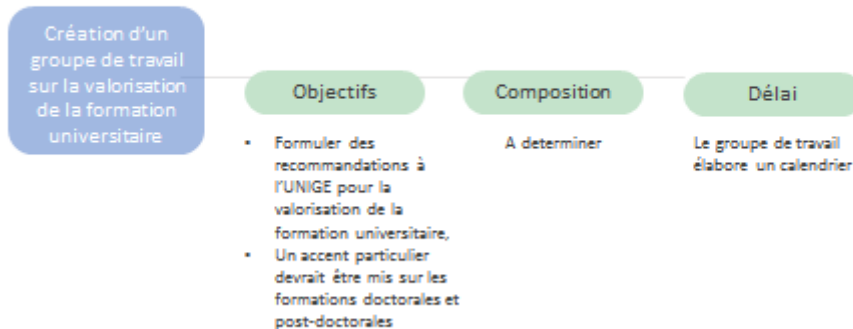 Création d'un
groupe de travail
sur la valorisation
de la formation
universitaire
Objectifs
▪ Formuler des
recommandations à
l'UNIGE pour la
valorisation de la
formation universitaire,
▪ Un accent particulier
devrait être mis sur les
formations doctorales et
post-doctorales
Composition
A determiner
Délai
Le groupe de travail
élabore un calendrier